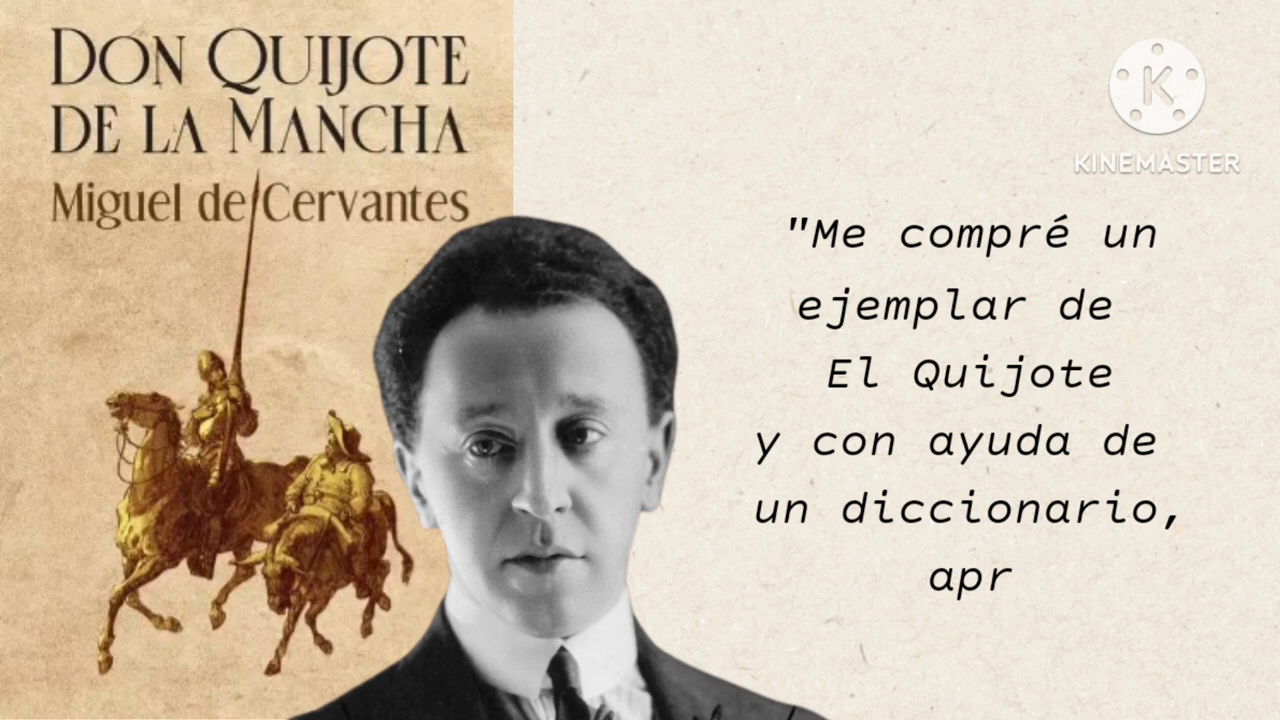 DON QUIJOTE
DE LA MANCHA
Miguel de Cervantes
KINEMASTER
"Me compré un
ejemplar de
El Quijote
y con ayuda de
un diccionario,
apr